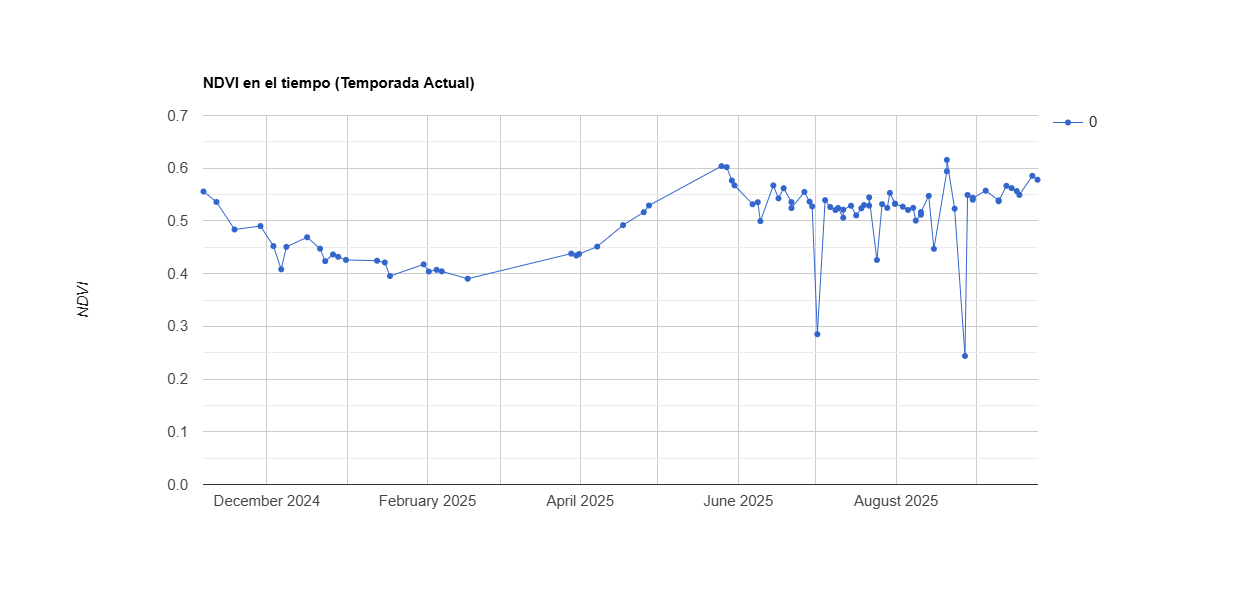 NDVI en el tiempo (Temporada Actual)
0.7
0
0.6
0.5
0.4
NDVI
0.3
0.2
0.1
0.0
December 2024
February 2025
April 2025
June 2025
August 2025